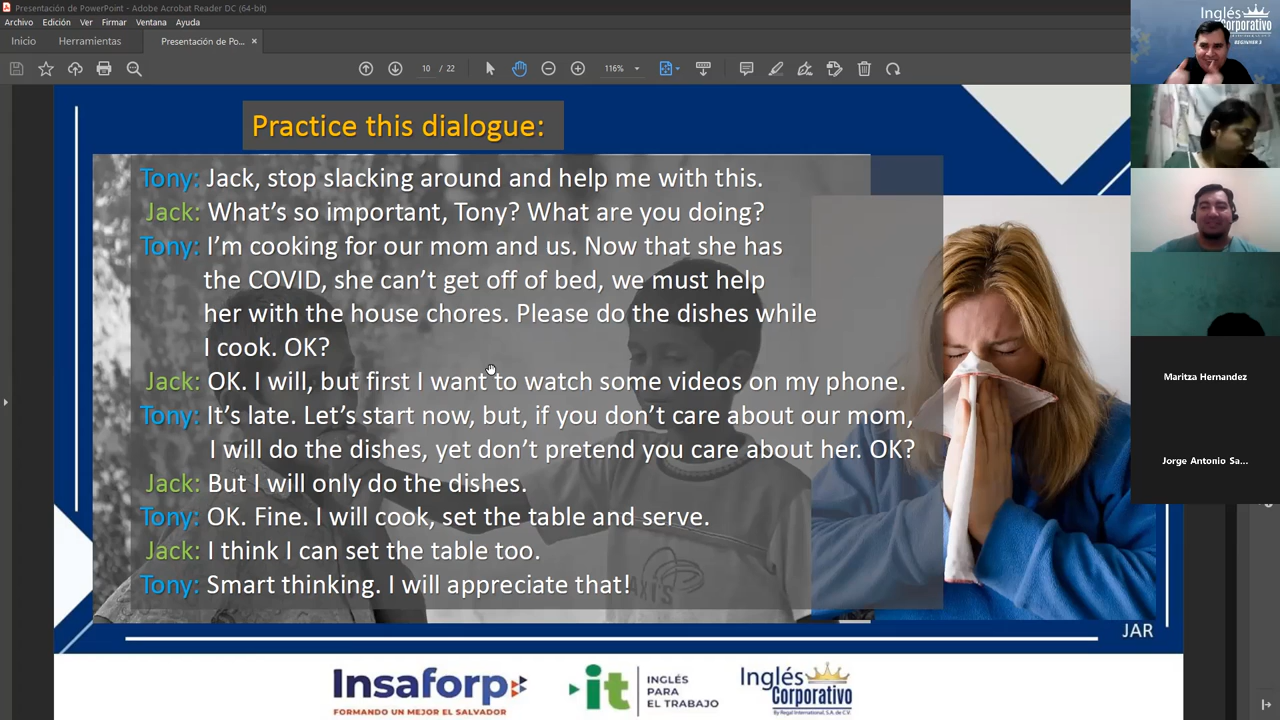 Presentación de PowerPoint - Adobe Acrobat Reader DC (64-bit)
Archivo Edición Ver Firmar Ventana Ayuda
Inicio Herramientas Presentación de Po... ×
10 / 22 116%
Inglés Corporativo
BEGINNER 2
Practice this dialogue:
Tony: Jack, stop slacking around and help me with this.
Jack: What's so important, Tony? What are you doing?
Tony: I'm cooking for our mom and us. Now that she has
the COVID, she can't get off of bed, we must help
her with the house chores. Please do the dishes while
I cook. OK?
Jack: OK. I will, but first I want to watch some videos on my phone.
Tony: It's late. Let's start now, but, if you don't care about our mom,
I will do the dishes, yet don't pretend you care about her. OK?
Jack: But I will only do the dishes.
Tony: OK. Fine. I will cook, set the table and serve.
Jack: I think I can set the table too.
Tony: Smart thinking. I will appreciate that!
AXIS
Maritza Hernandez
Jorge Antonio Sa...
JAR
Insaforp
FORMANDO UN MEJOR EL SALVADOR
it INGLÉS
PARA
EL TRABAJO
Inglés
Corporativo
By Regal International, S.A. de C.V.